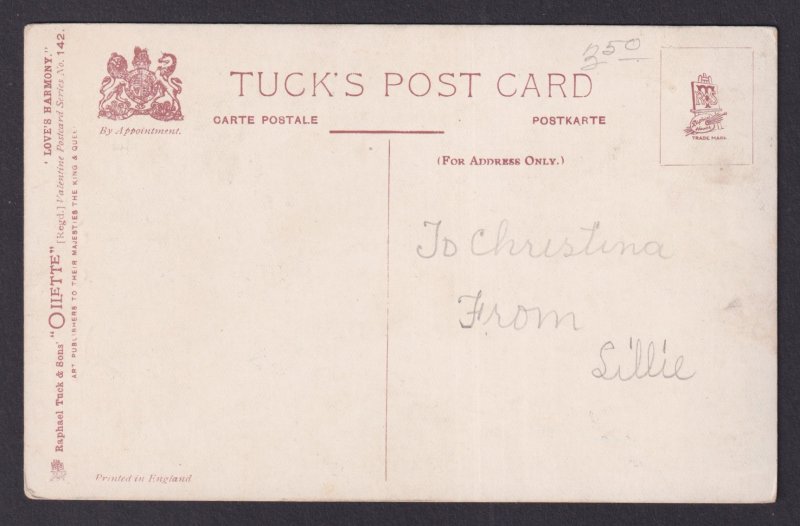 TUCK'S POST CARD
CARTE POSTALE
POSTKARTE
By Appointment.
(FOR ADDRESS ONLY.)
TRADE MARK
To Christina
From
Lillie
Printed in England
Raphael Tuck & Sons' "OILETTE" [Regd.] Valentine Postcard Series No. 142.
"LOVE'S HARMONY."
ART PUBLISHERS TO THEIR MAJESTIES THE KING & QUEEN